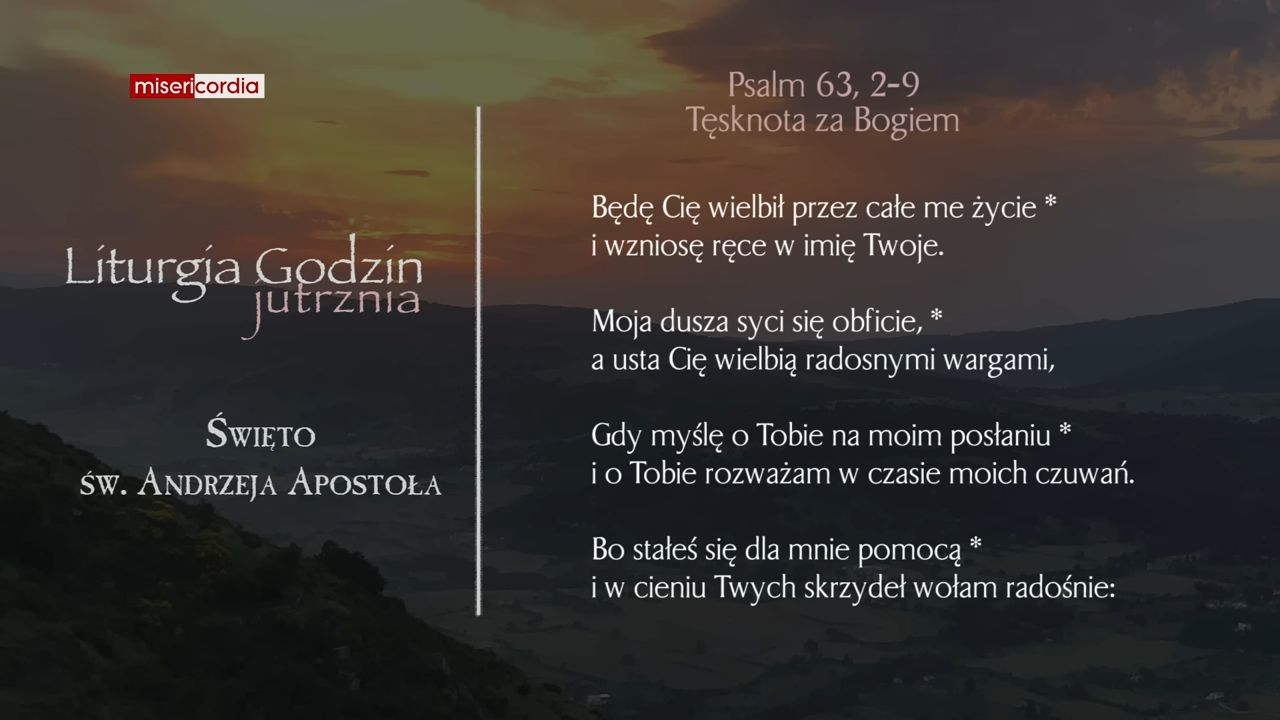 misericordia
Liturgia Godzin
jutrznia
Święto
św. Andrzeja Apostoła
Psalm 63, 2-9
Tęsknota za Bogiem
Będę Cię wielbił przez całe me życie *
i wzniosę ręce w imię Twoje.
Moja dusza syci się obficie, *
a usta Cię wielbią radosnymi wargami,
Gdy myślę o Tobie na moim posłaniu *
i o Tobie rozważam w czasie moich czuwań.
Bo stałeś się dla mnie pomocą *
i w cieniu Twych skrzydeł wołam radośnie: